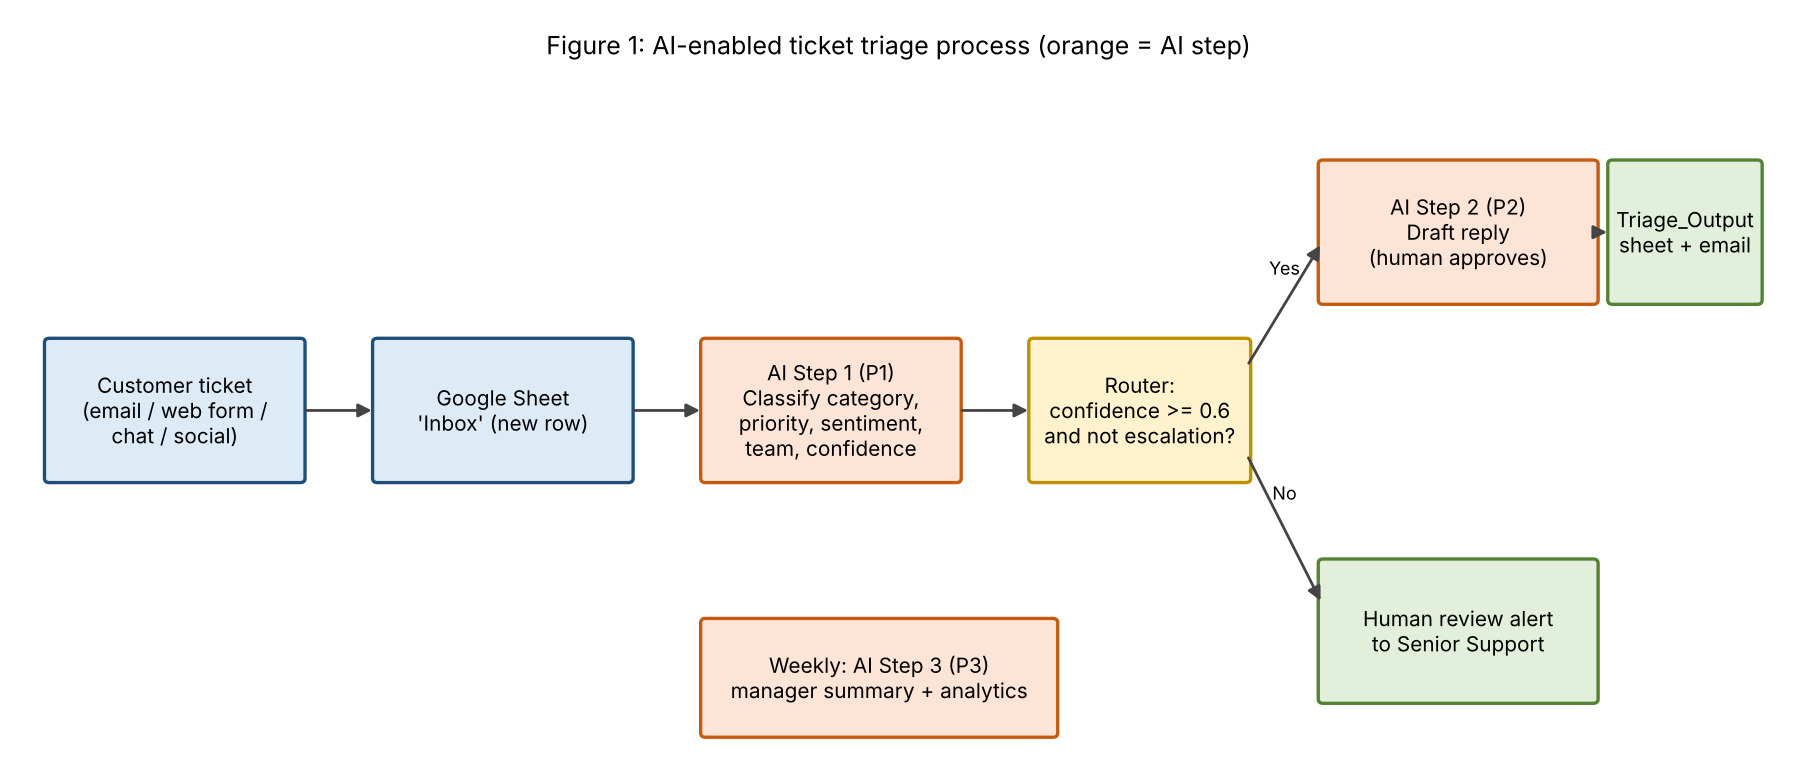 Figure 1: AI-enabled ticket triage process (orange = AI step)
Customer ticket
(email / web form /
chat / social)
Google Sheet
'Inbox' (new row)
AI Step 1 (P1)
Classify category,
priority, sentiment,
team, confidence
Router:
confidence >= 0.6
and not escalation?
Yes
AI Step 2 (P2)
Draft reply
(human approves)
Triage_Output
sheet + email
No
Human review alert
to Senior Support
Weekly: AI Step 3 (P3)
manager summary + analytics